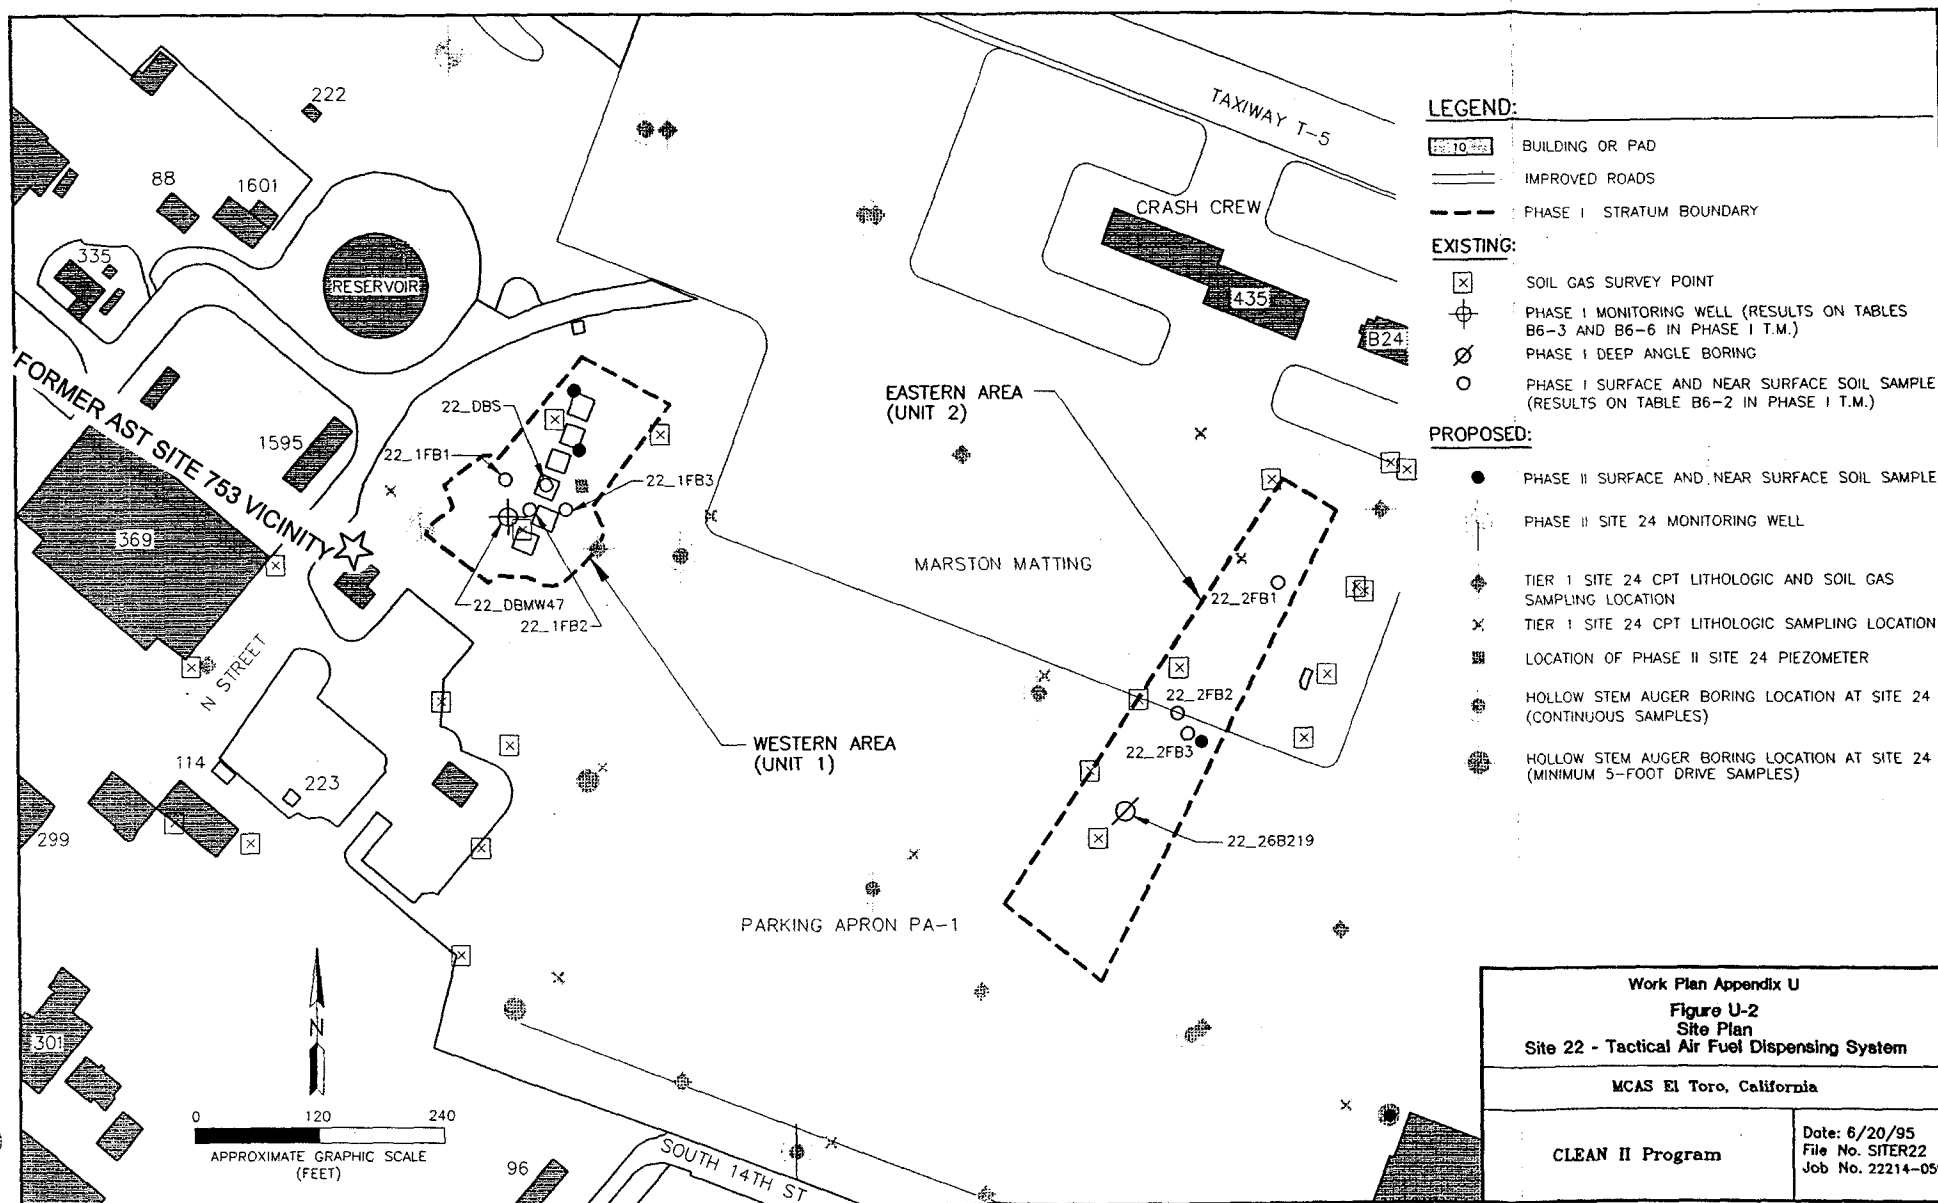 222
88
1601
335
RESERVOIR
FORMER AST SITE 753 VICINITY
1595
369
22_DBS
22_1FB1
22_1FB3
22_DBMW47
22_1FB2
N STREET
114
223
299
301
96
WESTERN AREA
(UNIT 1)
EASTERN AREA
(UNIT 2)
TAXIWAY T-5
CRASH CREW
435
B24
MARSTON MATTING
22_2FB1
22_2FB2
22_2FB3
22_26B219
PARKING APRON PA-1
SOUTH 14TH ST
N
0 120 240
APPROXIMATE GRAPHIC SCALE
(FEET)
LEGEND:
10
BUILDING OR PAD
IMPROVED ROADS
PHASE I STRATUM BOUNDARY
EXISTING:
SOIL GAS SURVEY POINT
PHASE I MONITORING WELL (RESULTS ON TABLES
B6-3 AND B6-6 IN PHASE I T.M.)
PHASE I DEEP ANGLE BORING
PHASE I SURFACE AND NEAR SURFACE SOIL SAMPLE
(RESULTS ON TABLE B6-2 IN PHASE I T.M.)
PROPOSED:
PHASE II SURFACE AND NEAR SURFACE SOIL SAMPLE
PHASE II SITE 24 MONITORING WELL
TIER 1 SITE 24 CPT LITHOLOGIC AND SOIL GAS
SAMPLING LOCATION
TIER 1 SITE 24 CPT LITHOLOGIC SAMPLING LOCATION
LOCATION OF PHASE II SITE 24 PIEZOMETER
HOLLOW STEM AUGER BORING LOCATION AT SITE 24
(CONTINUOUS SAMPLES)
HOLLOW STEM AUGER BORING LOCATION AT SITE 24
(MINIMUM 5-FOOT DRIVE SAMPLES)
Work Plan Appendix U
Figure U-2
Site Plan
Site 22 - Tactical Air Fuel Dispensing System
MCAS El Toro, California
CLEAN II Program
Date: 6/20/95
File No. SITER22
Job No. 22214-05